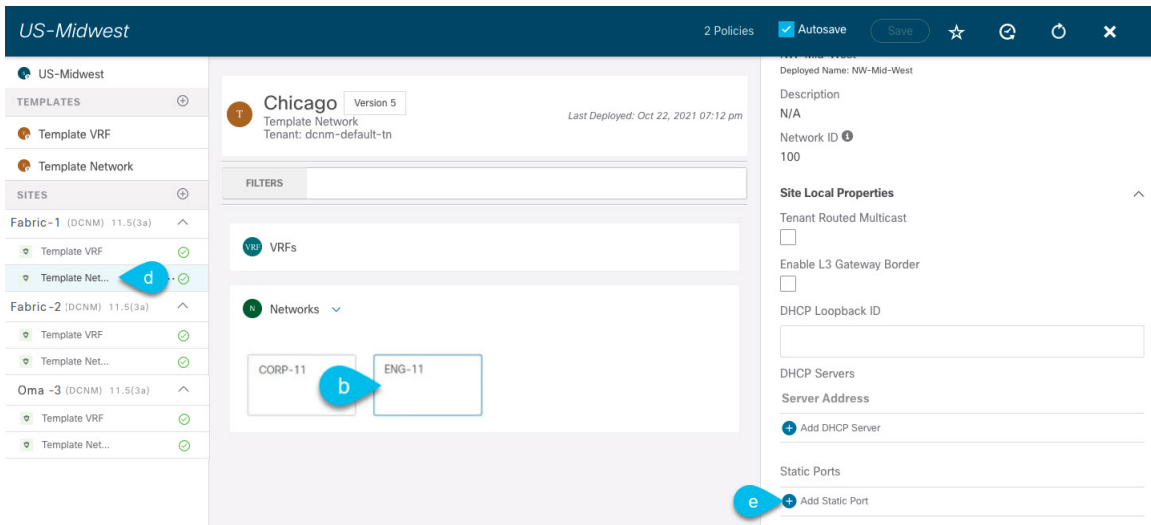 US-Midwest
2 Policies
Autosave
Save
US-Midwest
TEMPLATES
Template VRF
Template Network
SITES
Fabric-1 (DCNM) 11.5(3a)
Template VRF
Template Net...
d
Fabric-2 (DCNM) 11.5(3a)
Template VRF
Template Net...
Oma -3 (DCNM) 11.5(3a)
Template VRF
Template Net...
T
Chicago
Version 5
Template Network
Tenant: dcnm-default-tn
Last Deployed: Oct 22, 2021 07:12 pm
FILTERS
VRF VRFs
N Networks
CORP-11
b
ENG-11
NW-Mid-West
Deployed Name: NW-Mid-West
Description
N/A
Network ID
100
Site Local Properties
Tenant Routed Multicast
Enable L3 Gateway Border
DHCP Loopback ID
DHCP Servers
Server Address
Add DHCP Server
Static Ports
e
Add Static Port